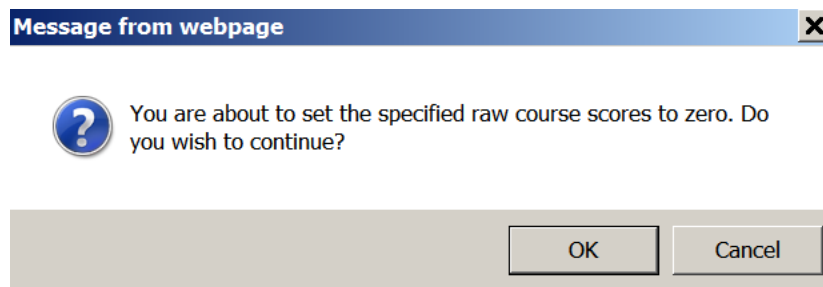 Message from webpage
You are about to set the specified raw course scores to zero. Do
you wish to continue?
OK
Cancel